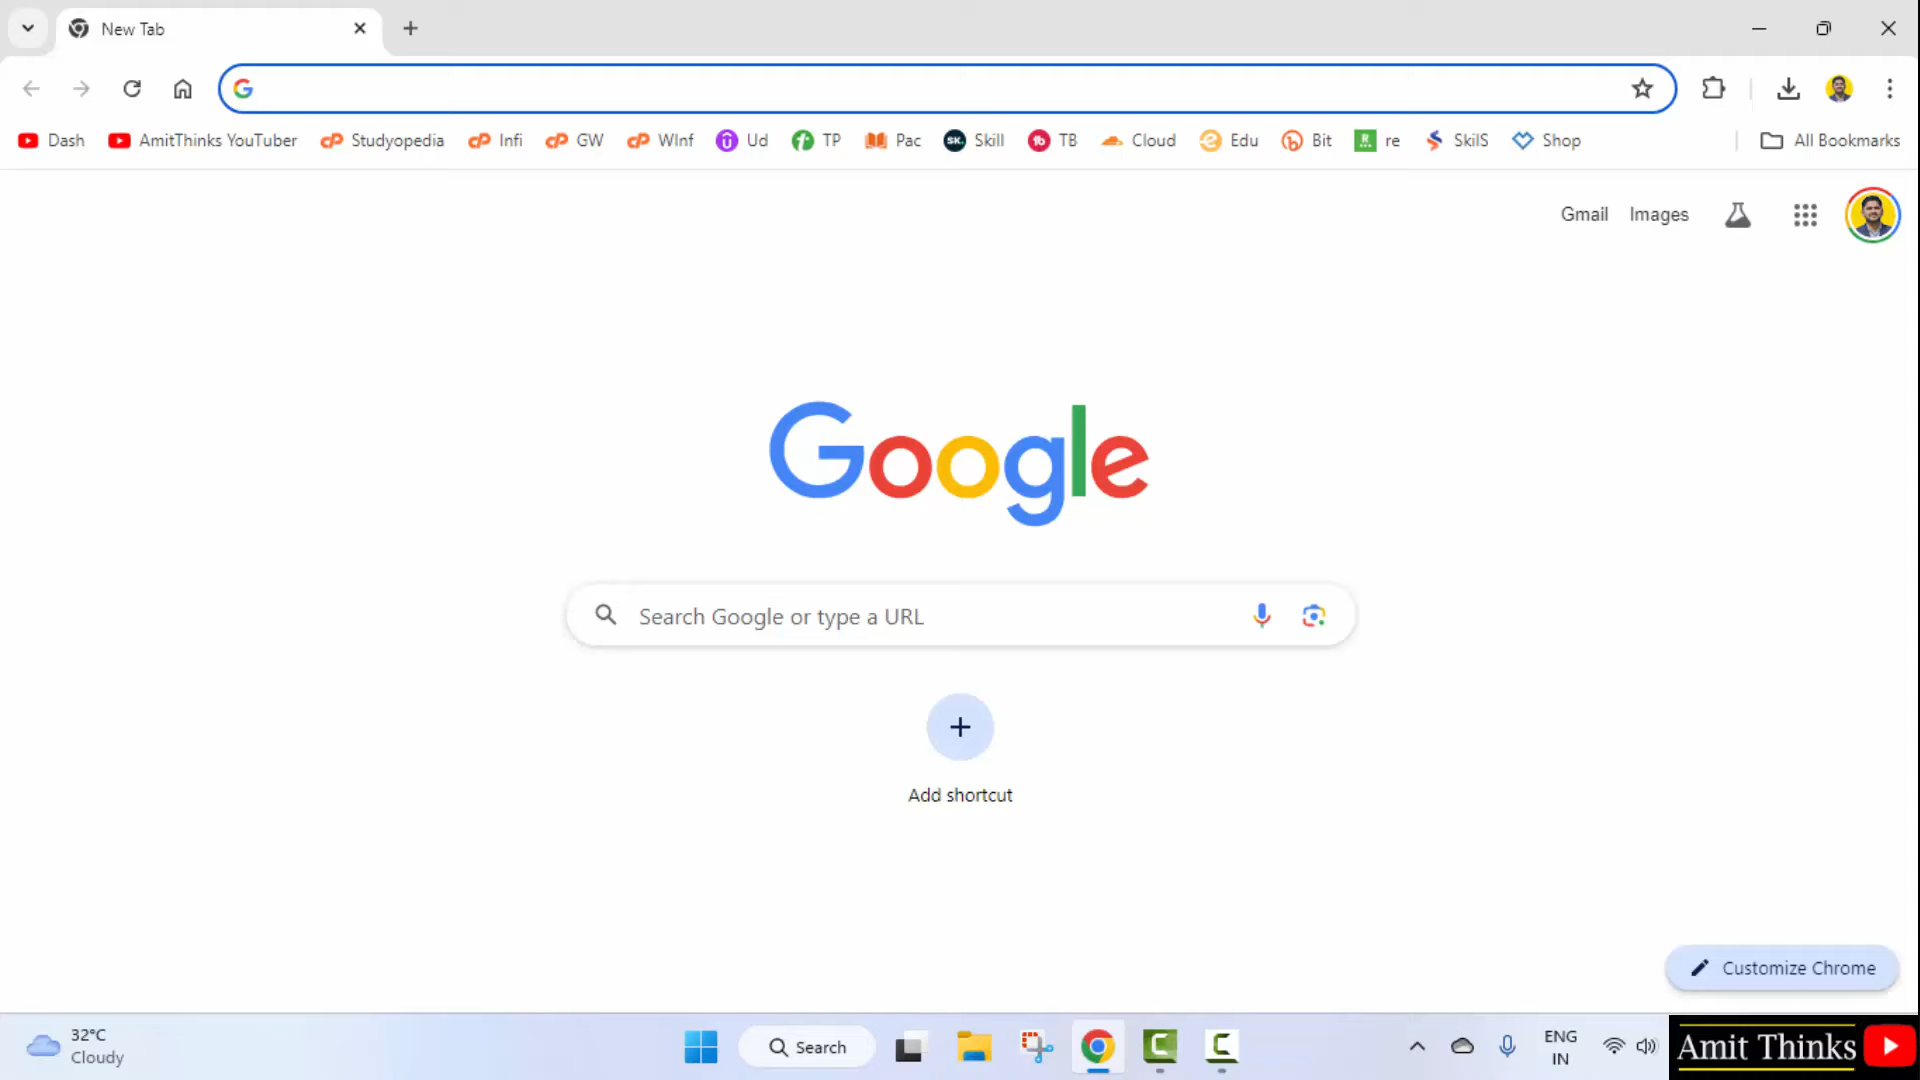 New Tab
Dash AmitThinks YouTuber Studyopedia Infi GW WInf Ud TP Pac Skill TB Cloud Edu Bit re SkilS Shop All Bookmarks
Gmail Images
Google
Search Google or type a URL
Add shortcut
Customize Chrome
32°C
Cloudy
Search
ENG
IN
Amit Thinks